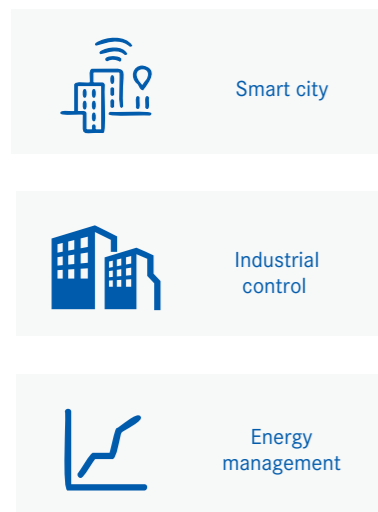 Smart city
Industrial
control
Energy
management